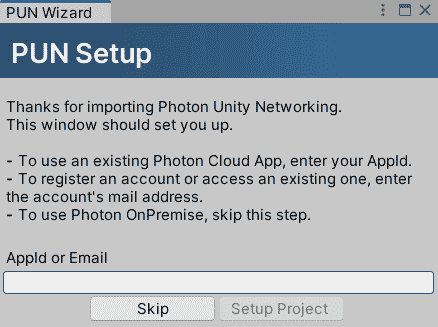 PUN Wizard
PUN Setup
Thanks for importing Photon Unity Networking.
This window should set you up.
- To use an existing Photon Cloud App, enter your AppId.
- To register an account or access an existing one, enter
the account's mail address.
- To use Photon OnPremise, skip this step.
AppId or Email
Skip
Setup Project